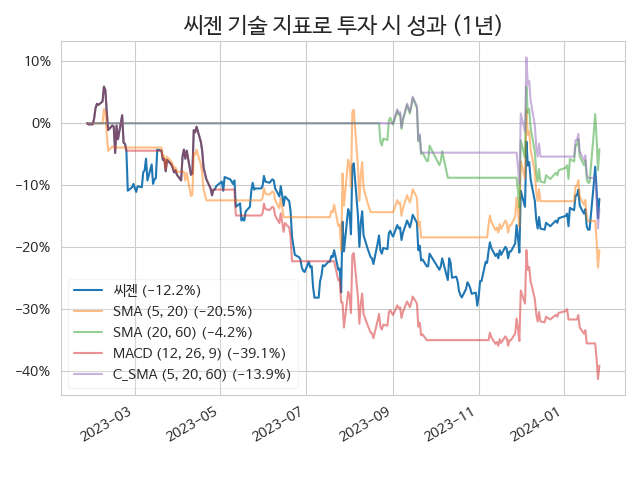 씨젠 기술 지표로 투자 시 성과 (1년)
10%
0%
−10%
−20%
−30%
−40%
씨젠 (−12.2%)
SMA (5, 20) (−20.5%)
SMA (20, 60) (−4.2%)
MACD (12, 26, 9) (−39.1%)
C_SMA (5, 20, 60) (−13.9%)
2023−03
2023−05
2023−07
2023−09
2023−11
2024−01